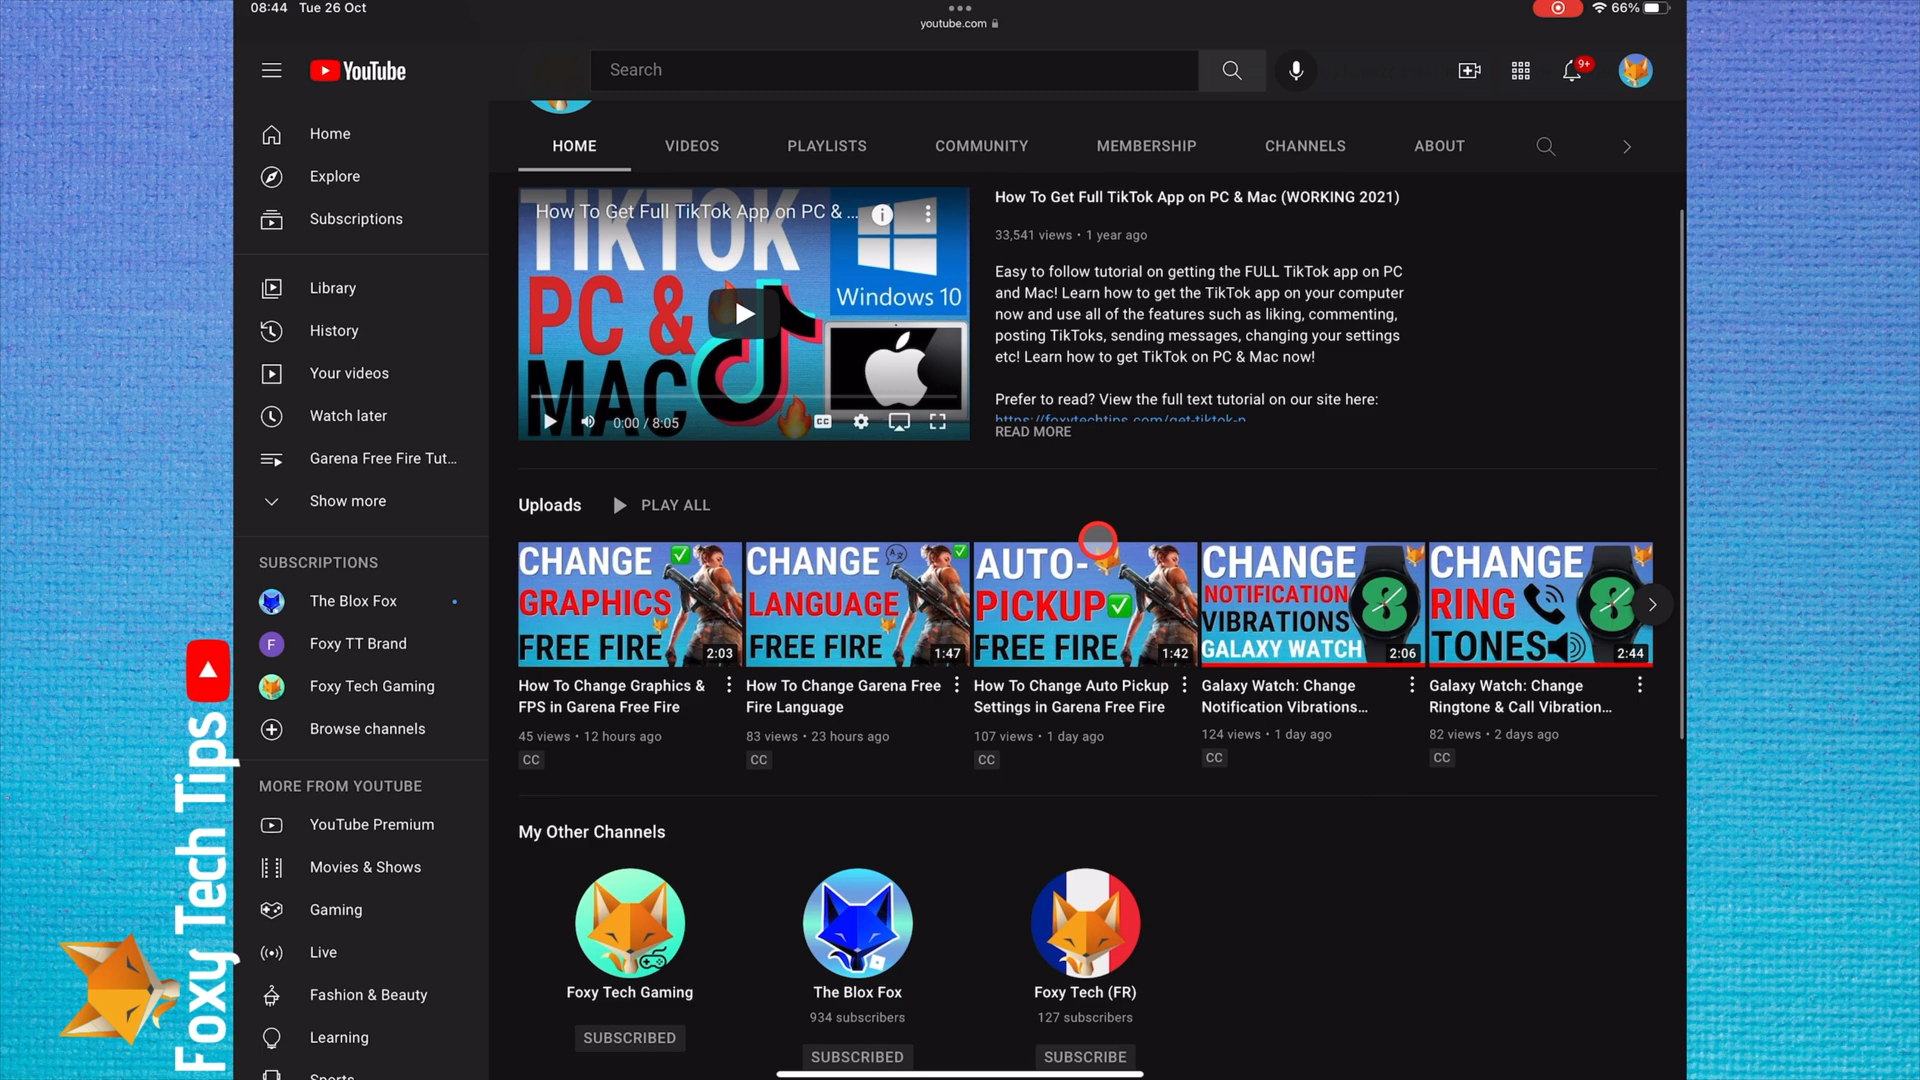 08:44 Tue 26 Oct
youtube.com
66%
YouTube
Search
9+
Home
Explore
Subscriptions
Library
History
Your videos
Watch later
Garena Free Fire Tut...
Show more
SUBSCRIPTIONS
The Blox Fox
F
Foxy TT Brand
Foxy Tech Gaming
Browse channels
MORE FROM YOUTUBE
YouTube Premium
Movies & Shows
Gaming
Live
Fashion & Beauty
Learning
Sports
HOME VIDEOS PLAYLISTS COMMUNITY MEMBERSHIP CHANNELS ABOUT
How To Get Full TikTok App on PC & ...
TIKTOK
PC &
MAC
Windows 10
0:00 / 8:05
CC
How To Get Full TikTok App on PC & Mac (WORKING 2021)
33,541 views • 1 year ago
Easy to follow tutorial on getting the FULL TikTok app on PC
and Mac! Learn how to get the TikTok app on your computer
now and use all of the features such as liking, commenting,
posting TikToks, sending messages, changing your settings
etc! Learn how to get TikTok on PC & Mac now!
Prefer to read? View the full text tutorial on our site here:
https://foxytechtips.com/get-tiktok-p
READ MORE
Uploads PLAY ALL
CHANGE
GRAPHICS
FREE FIRE
2:03
How To Change Graphics &
FPS in Garena Free Fire
45 views • 12 hours ago
CC
CHANGE
LANGUAGE
FREE FIRE
1:47
How To Change Garena Free
Fire Language
83 views • 23 hours ago
CC
AUTO-
PICKUP
FREE FIRE
1:42
How To Change Auto Pickup
Settings in Garena Free Fire
107 views • 1 day ago
CC
CHANGE
NOTIFICATION
VIBRATIONS
GALAXY WATCH
2:06
Galaxy Watch: Change
Notification Vibrations...
124 views • 1 day ago
CC
CHANGE
RING
TONES
2:44
Galaxy Watch: Change
Ringtone & Call Vibration...
82 views • 2 days ago
CC
My Other Channels
Foxy Tech Gaming
SUBSCRIBED
The Blox Fox
934 subscribers
SUBSCRIBED
Foxy Tech (FR)
127 subscribers
SUBSCRIBE
Foxy Tech Tips